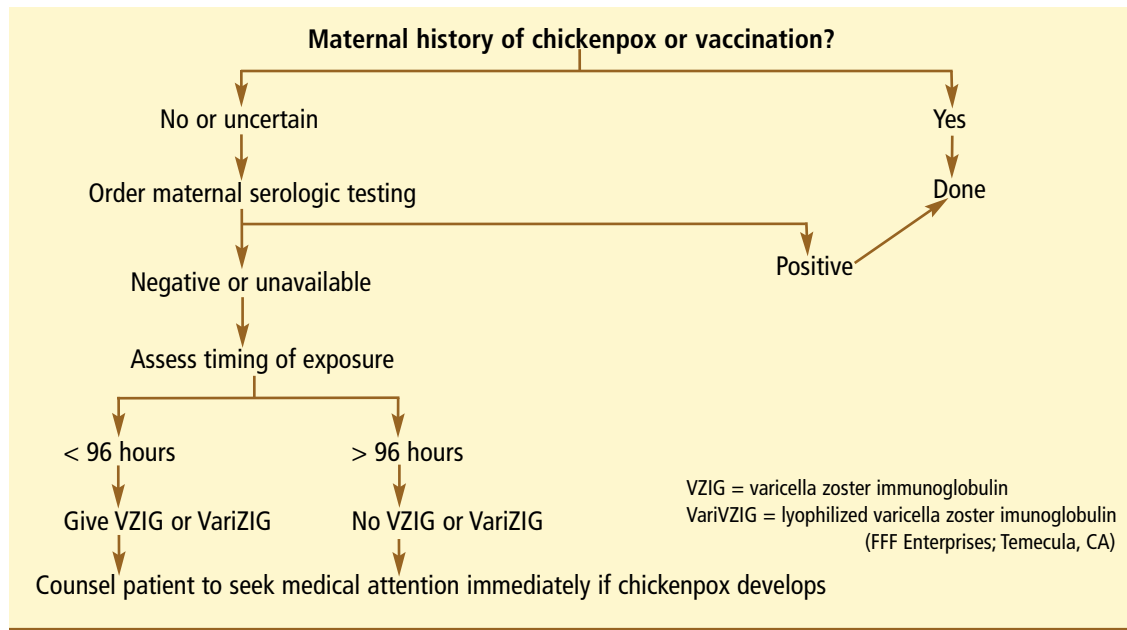 Maternal history of chickenpox or vaccination?
No or uncertain
Yes
Order maternal serologic testing
Done
Positive
Negative or unavailable
Assess timing of exposure
< 96 hours
> 96 hours
Give VZIG or VariZIG
No VZIG or VariZIG
VZIG = varicella zoster immunoglobulin
VariVZIG = lyophilized varicella zoster imunoglobulin
(FFF Enterprises; Temecula, CA)
Counsel patient to seek medical attention immediately if chickenpox develops